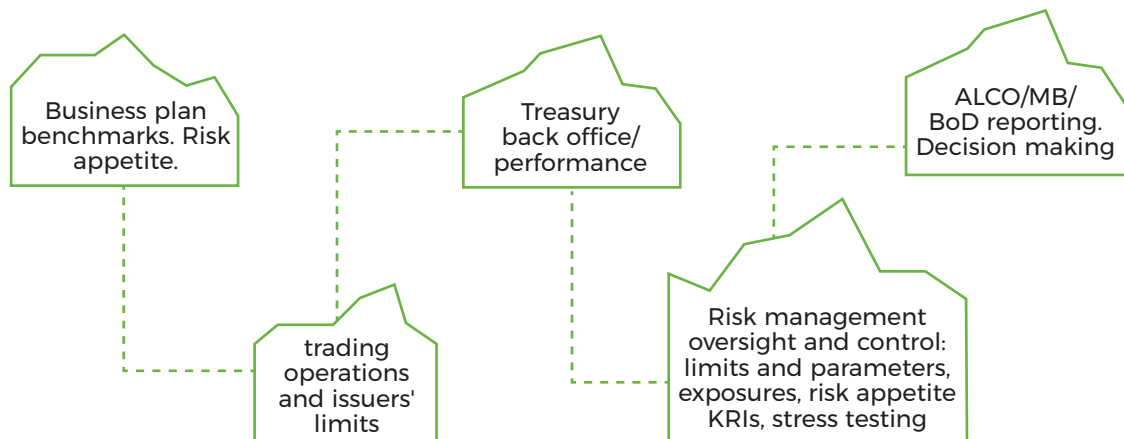 Business plan
benchmarks. Risk
appetite.
trading
operations
and issuers'
limits
Treasury
back office/
performance
Risk management
oversight and control:
limits and parameters,
exposures, risk appetite
KRIs, stress testing
ALCO/MB/
BoD reporting.
Decision making